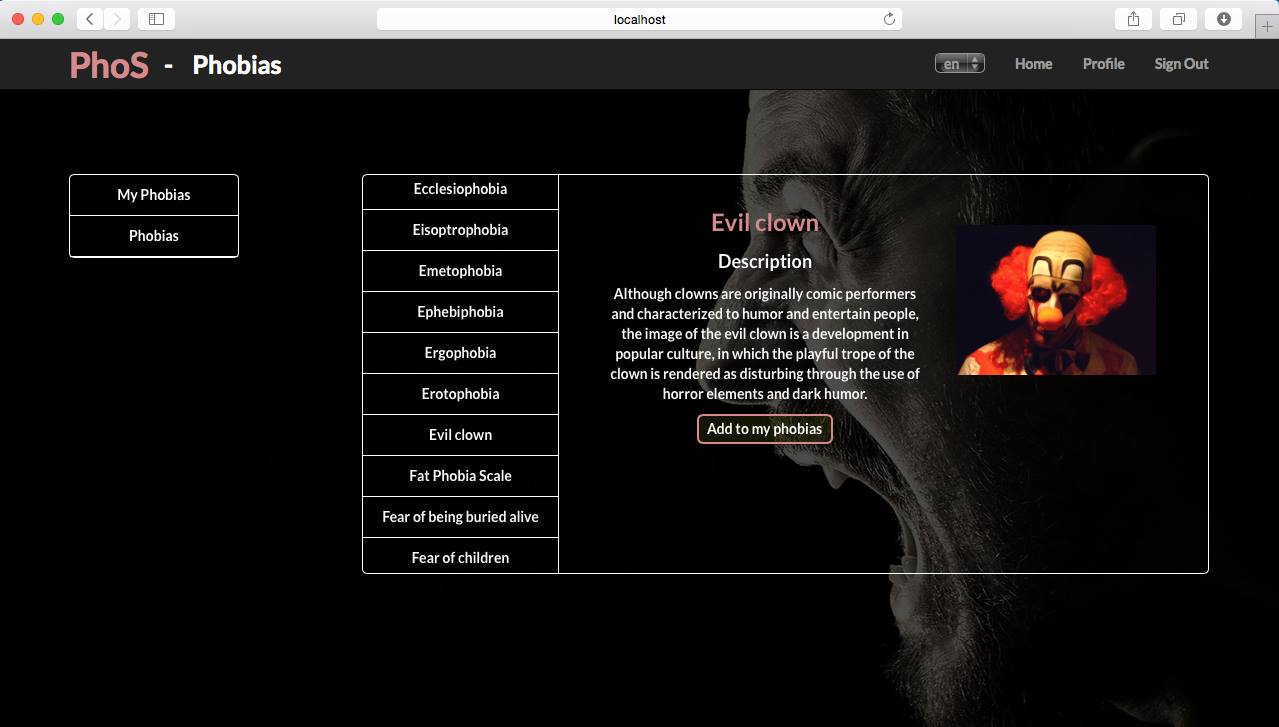 localhost
PhoS - Phobias
en
Home
Profile
Sign Out
My Phobias
Phobias
Ecclesiophobia
Eisoptrophobia
Emetophobia
Ephebiphobia
Ergophobia
Erotophobia
Evil clown
Fat Phobia Scale
Fear of being buried alive
Fear of children
Evil clown
Description
Although clowns are originally comic performers
and characterized to humor and entertain people,
the image of the evil clown is a development in
popular culture, in which the playful trope of the
clown is rendered as disturbing through the use of
horror elements and dark humor.
Add to my phobias